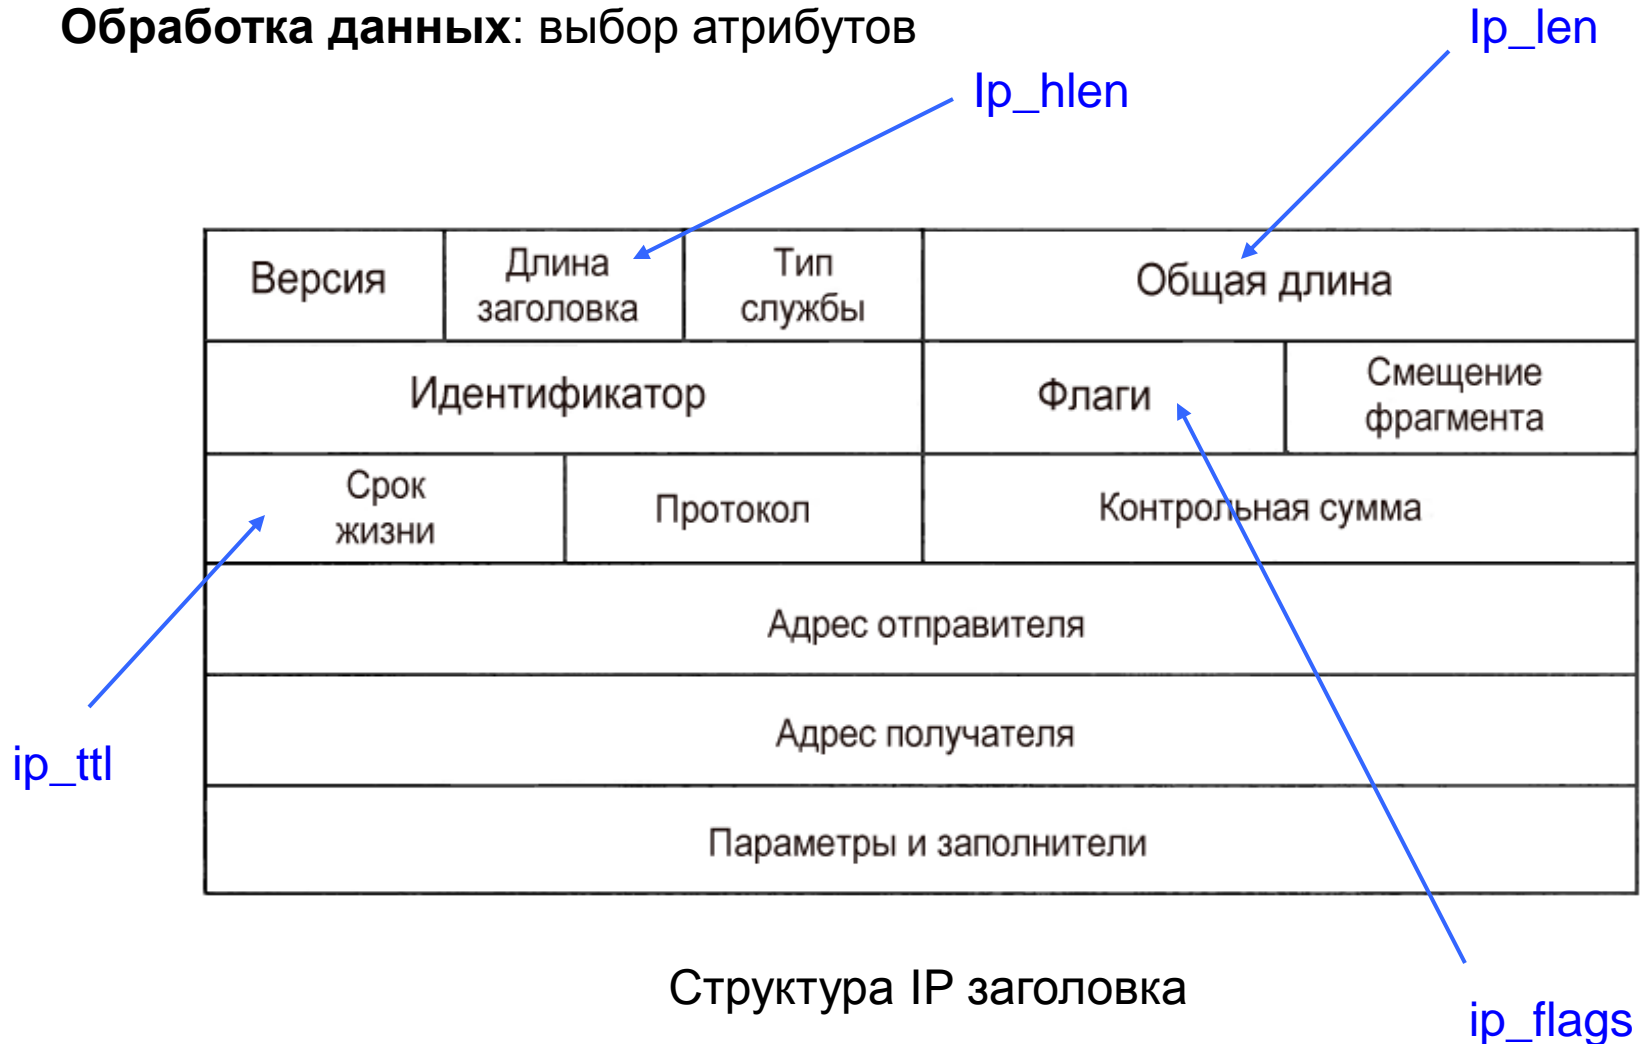 Обработка данных: выбор атрибутов
Ip_len
Ip_hlen
Версия
Длина
заголовка
Тип
службы
Общая длина
Идентификатор
Флаги
Смещение
фрагмента
Срок
жизни
Протокол
Контрольная сумма
Адрес отправителя
Адрес получателя
ip_ttl
Параметры и заполнители
Структура IP заголовка
ip_flags